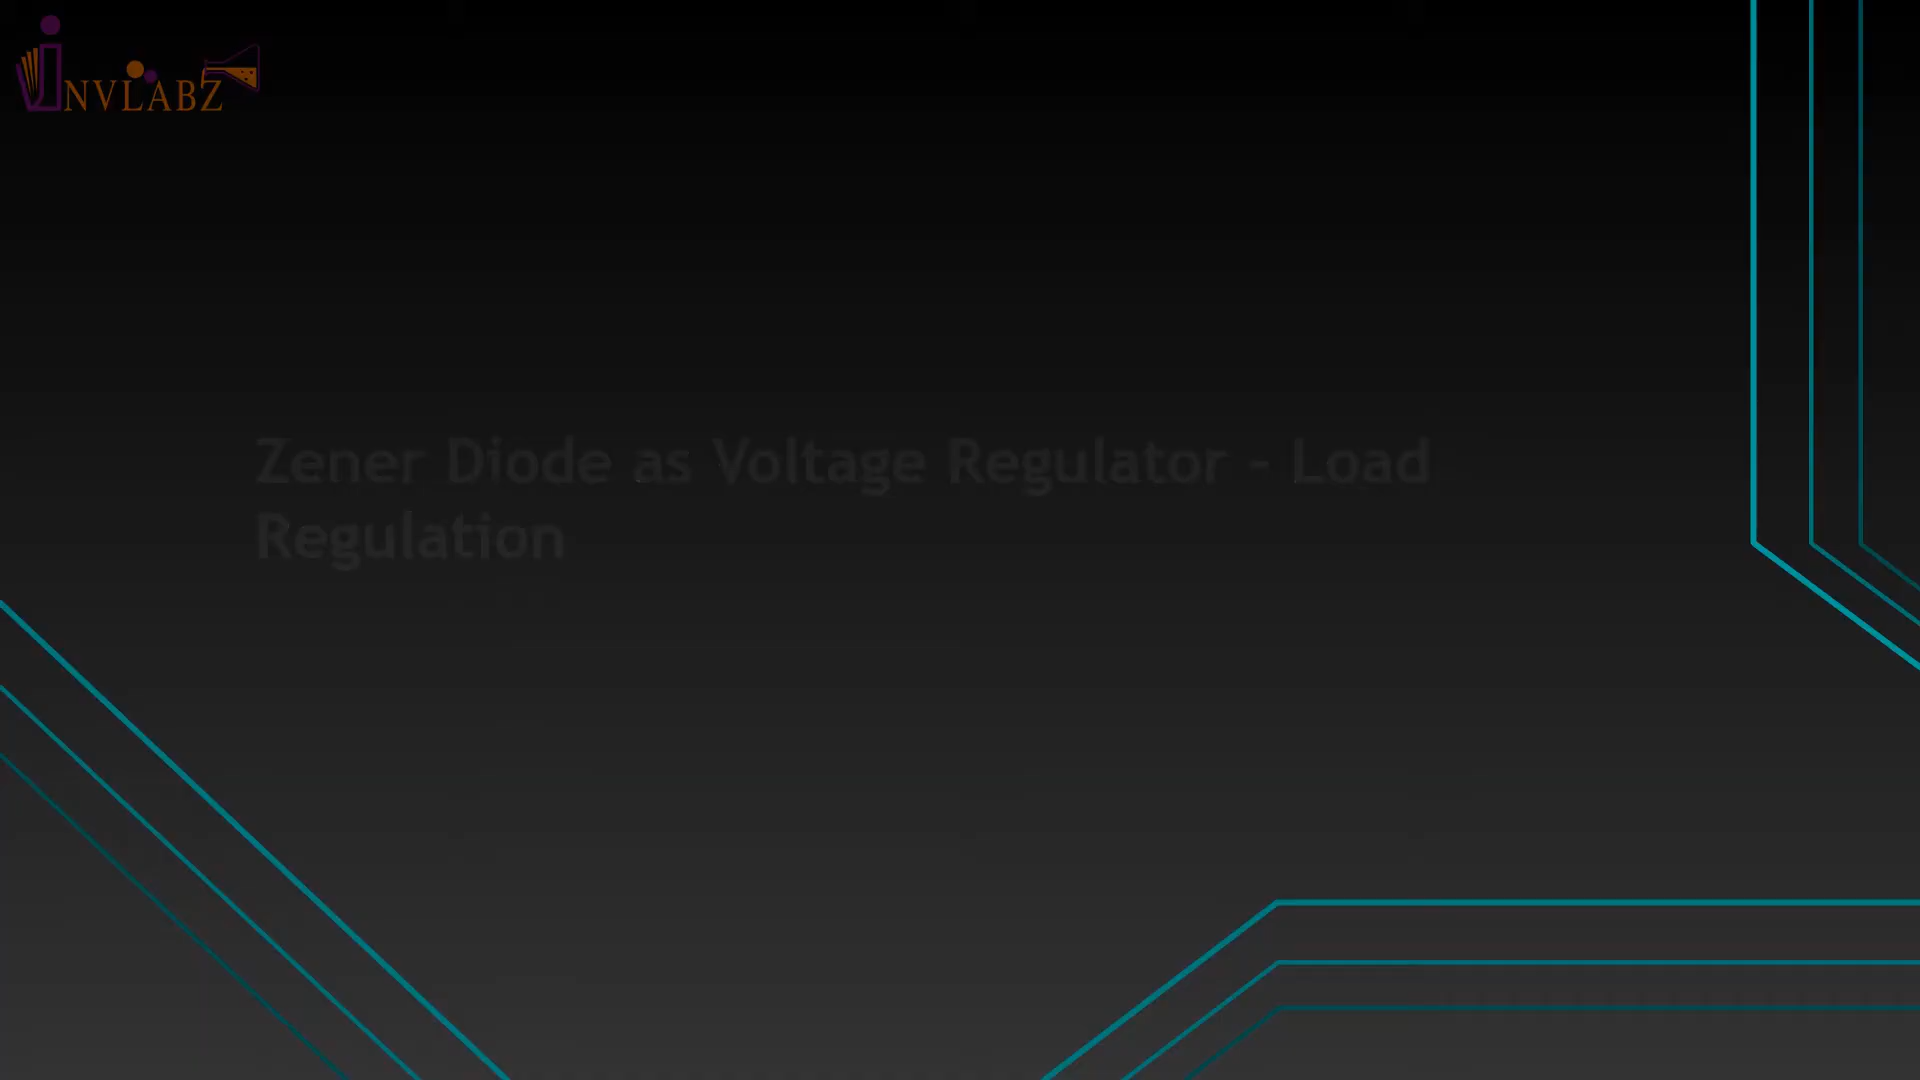 iNVLABZ
Zener Diode as Voltage Regulator - Load
Regulation